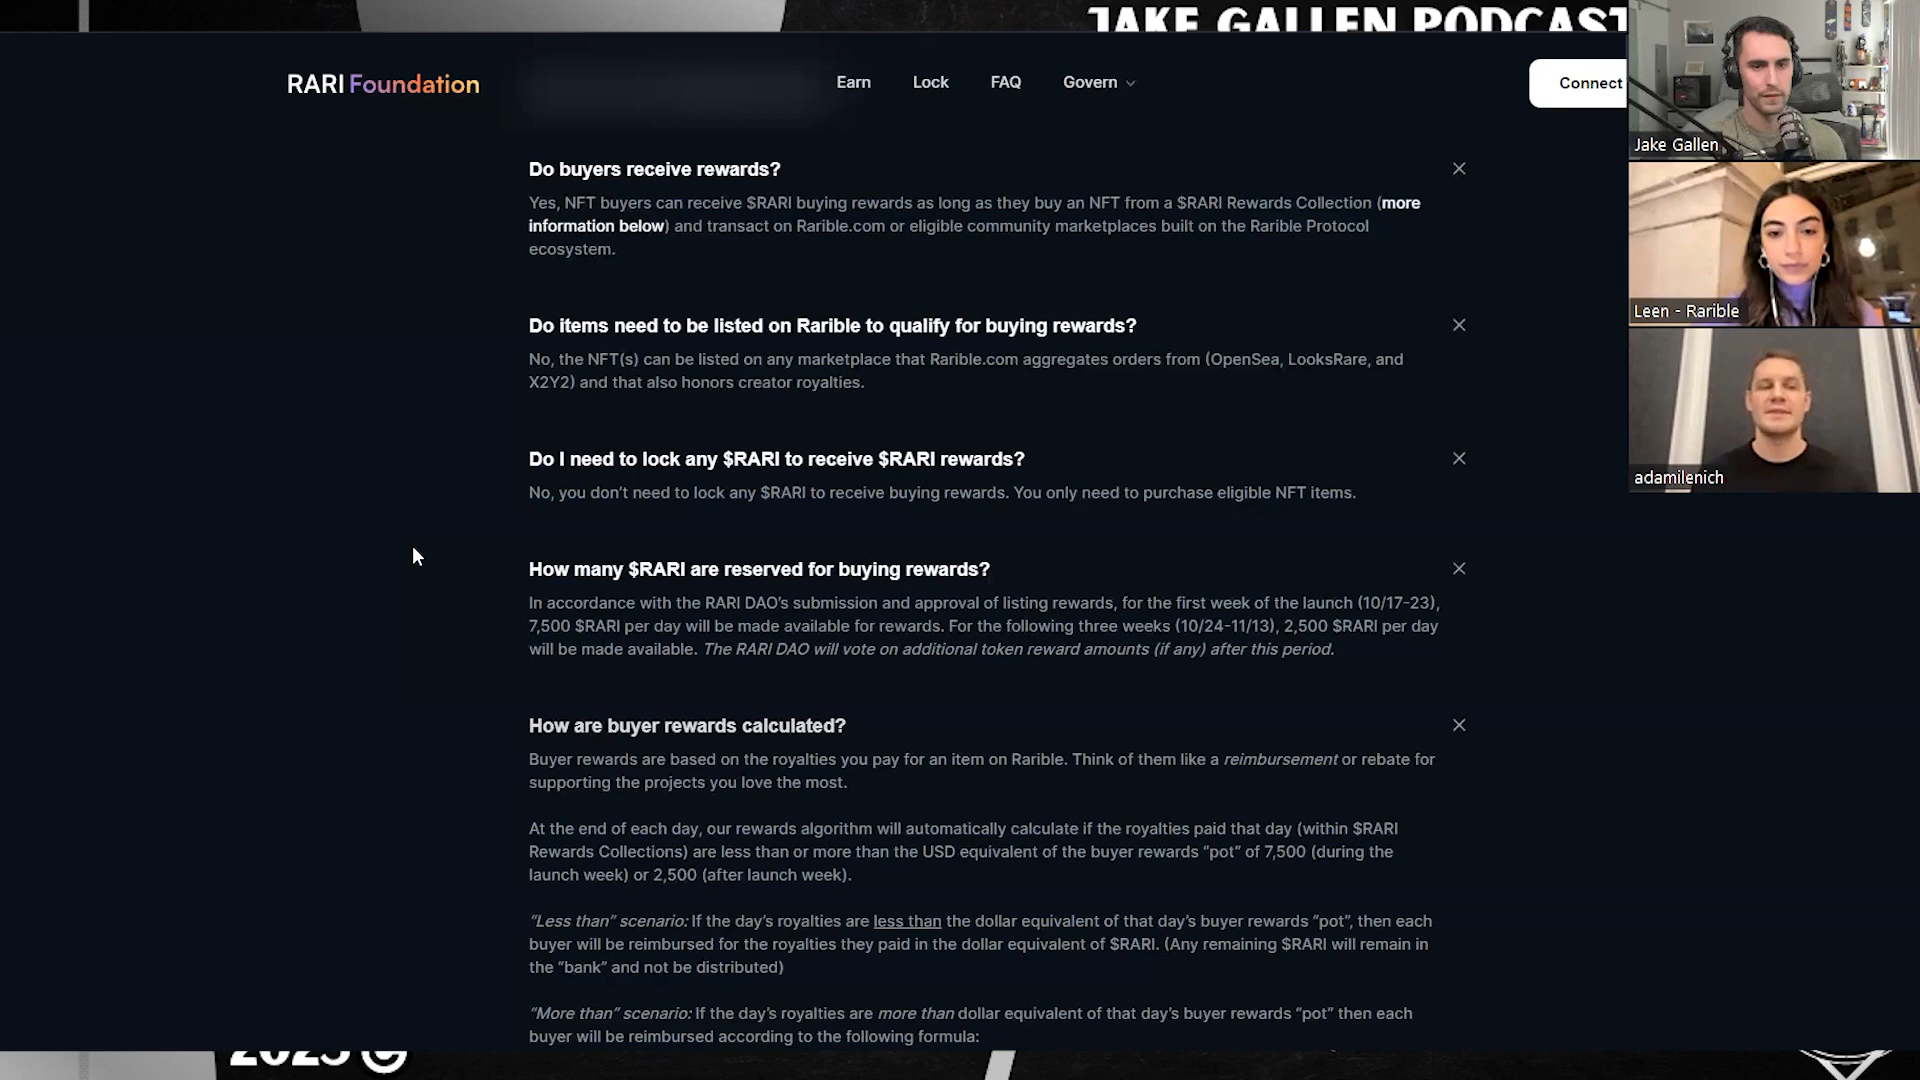 JAKE GALLEN PODCAST
RARI Foundation
Earn
Lock
FAQ
Govern
Connect
Jake Gallen
Leen - Rarible
adamilenich
Do buyers receive rewards?
Yes, NFT buyers can receive $RARI buying rewards as long as they buy an NFT from a $RARI Rewards Collection (more
information below) and transact on Rarible.com or eligible community marketplaces built on the Rarible Protocol
ecosystem.
Do items need to be listed on Rarible to qualify for buying rewards?
No, the NFT(s) can be listed on any marketplace that Rarible.com aggregates orders from (OpenSea, LooksRare, and
X2Y2) and that also honors creator royalties.
Do I need to lock any $RARI to receive $RARI rewards?
No, you don’t need to lock any $RARI to receive buying rewards. You only need to purchase eligible NFT items.
How many $RARI are reserved for buying rewards?
In accordance with the RARI DAO’s submission and approval of listing rewards, for the first week of the launch (10/17-23),
7,500 $RARI per day will be made available for rewards. For the following three weeks (10/24-11/13), 2,500 $RARI per day
will be made available. The RARI DAO will vote on additional token reward amounts (if any) after this period.
How are buyer rewards calculated?
Buyer rewards are based on the royalties you pay for an item on Rarible. Think of them like a reimbursement or rebate for
supporting the projects you love the most.
At the end of each day, our rewards algorithm will automatically calculate if the royalties paid that day (within $RARI
Rewards Collections) are less than or more than the USD equivalent of the buyer rewards “pot” of 7,500 (during the
launch week) or 2,500 (after launch week).
“Less than” scenario: If the day’s royalties are less than the dollar equivalent of that day’s buyer rewards “pot”, then each
buyer will be reimbursed for the royalties they paid in the dollar equivalent of $RARI. (Any remaining $RARI will remain in
the “bank” and not be distributed)
“More than” scenario: If the day’s royalties are more than dollar equivalent of that day’s buyer rewards “pot” then each
buyer will be reimbursed according to the following formula:
2023 ©